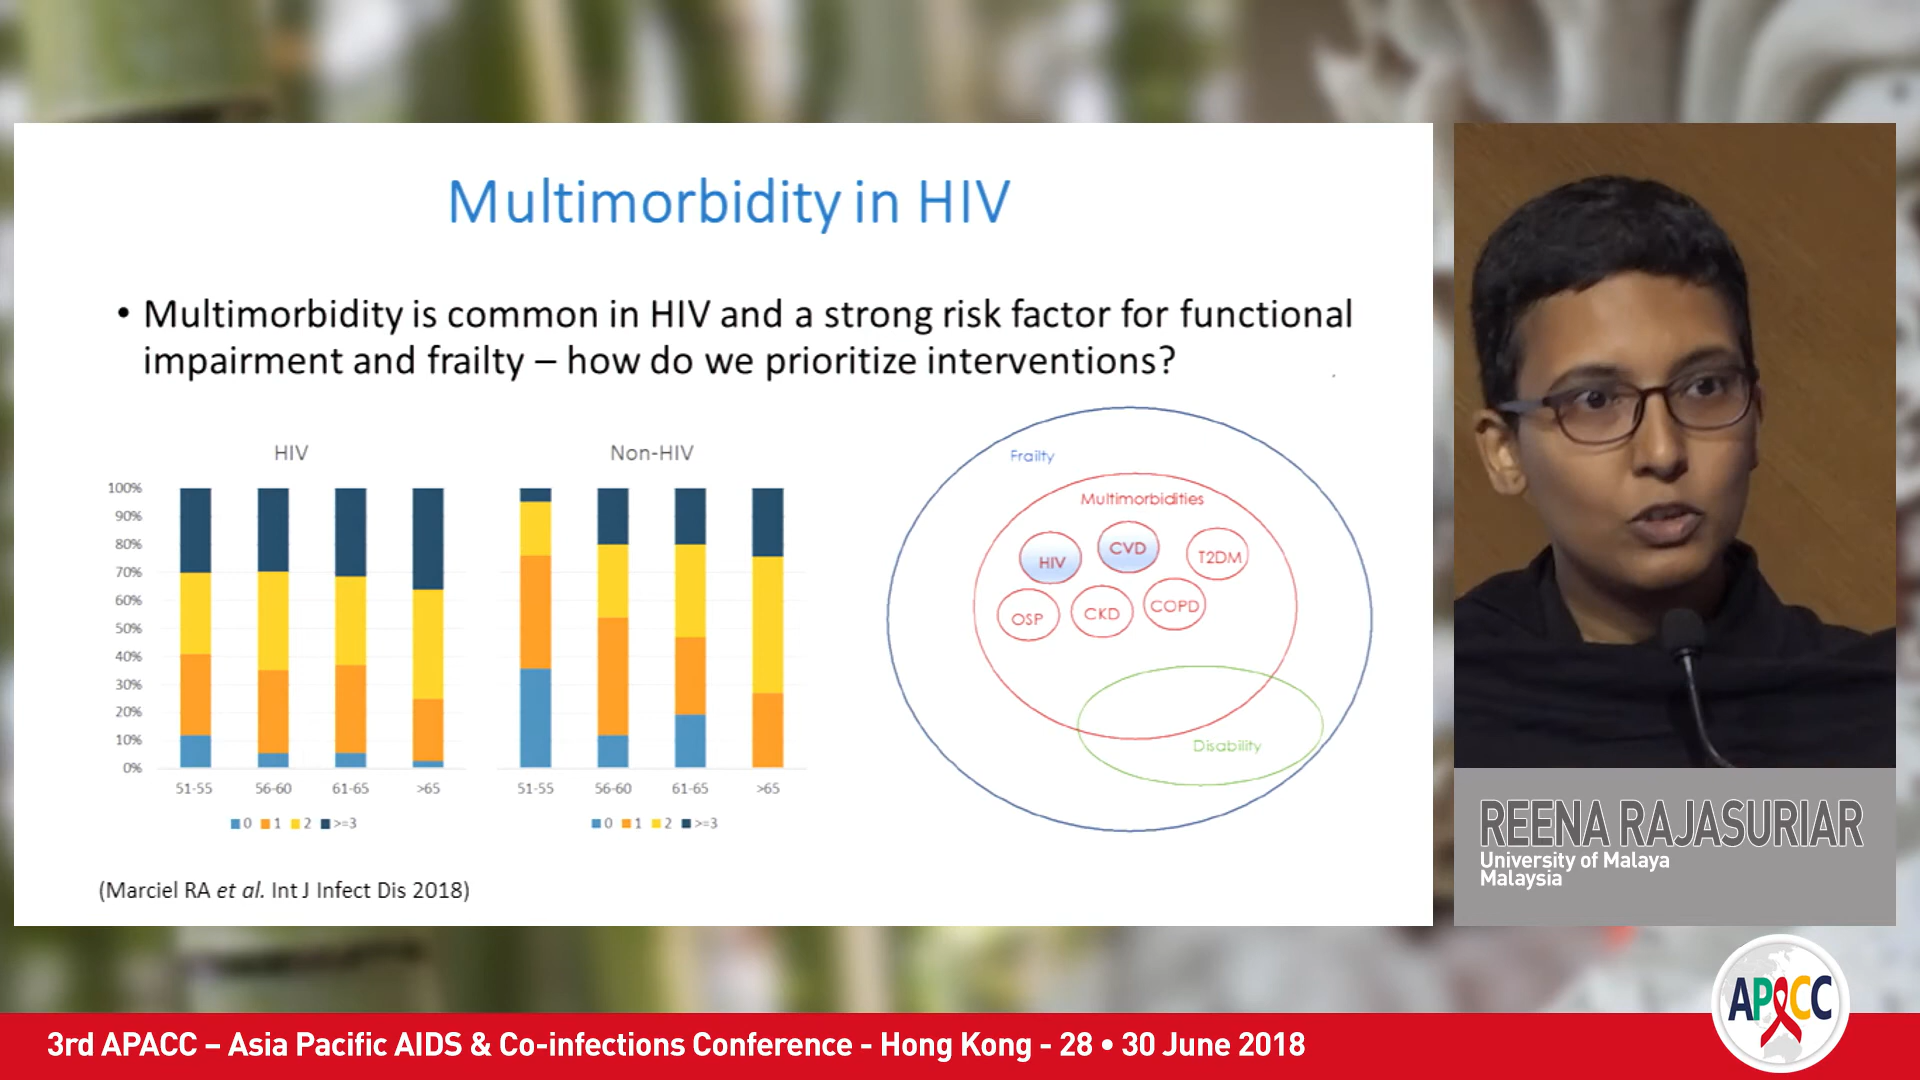 Multimorbidity in HIV
• Multimorbidity is common in HIV and a strong risk factor for functional
impairment and frailty – how do we prioritize interventions?
HIV
100%
90%
80%
70%
60%
50%
40%
30%
20%
10%
0%
51-55 56-60 61-65 >65
0 1 2 >=3
Non-HIV
51-55 56-60 61-65 >65
0 1 2 >=3
Frailty
Multimorbidities
HIV CVD T2DM
OSP CKD COPD
Disability
(Marciel RA et al. Int J Infect Dis 2018)
REENA RAJASURIAR
University of Malaya
Malaysia
APACC
3rd APACC – Asia Pacific AIDS & Co-infections Conference - Hong Kong - 28 • 30 June 2018